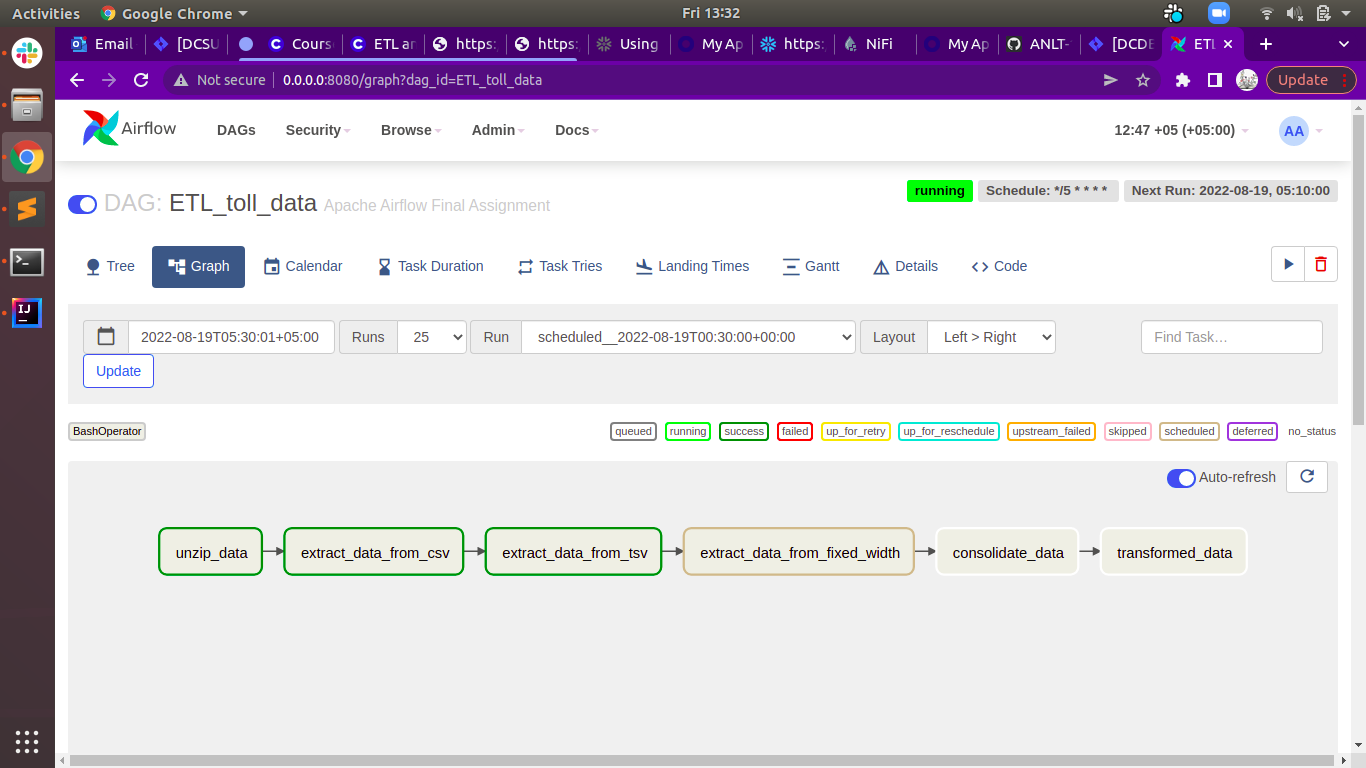 Activities Google Chrome Fri 13:32
Email [DCSU Cours ETL ar https: https: Using My Ap https: NiFi My Ap ANLT- [DCDE ETL
Not secure 0.0.0.0:8080/graph?dag_id=ETL_toll_data Update
Airflow DAGs Security Browse Admin Docs 12:47 +05 (+05:00) AA
DAG: ETL_toll_data Apache Airflow Final Assignment running Schedule: */5 * * * * Next Run: 2022-08-19, 05:10:00
Tree Graph Calendar Task Duration Task Tries Landing Times Gantt Details Code
2022-08-19T05:30:01+05:00 Runs 25 Run scheduled__2022-08-19T00:30:00+00:00 Layout Left > Right Find Task…
Update
BashOperator queued running success failed up_for_retry up_for_reschedule upstream_failed skipped scheduled deferred no_status
Auto-refresh
unzip_data extract_data_from_csv extract_data_from_tsv extract_data_from_fixed_width consolidate_data transformed_data